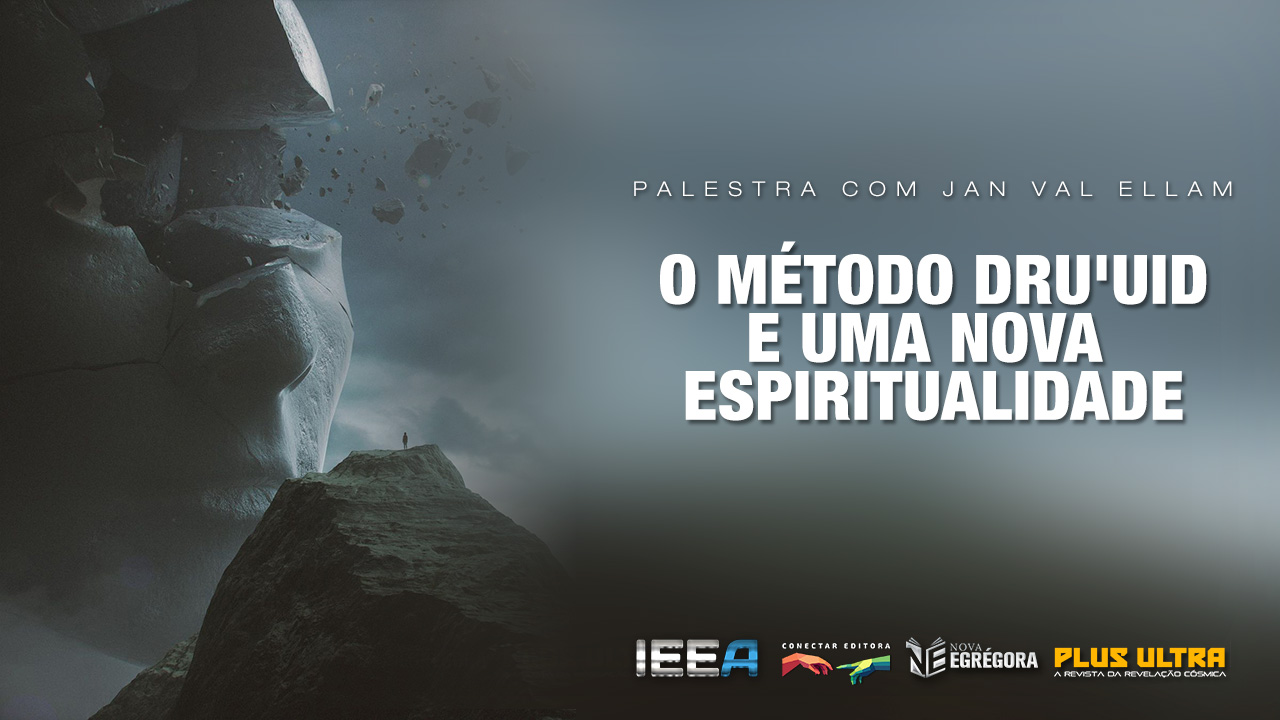 PALESTRA COM JAN VAL ELLAM
O MÉTODO DRU'UID
E UMA NOVA
ESPIRITUALIDADE
IEEA
CONECTAR EDITORA
NE NOVA
EGRÉGORA
PLUS ULTRA
A REVISTA DA REVELAÇÃO CÓSMICA